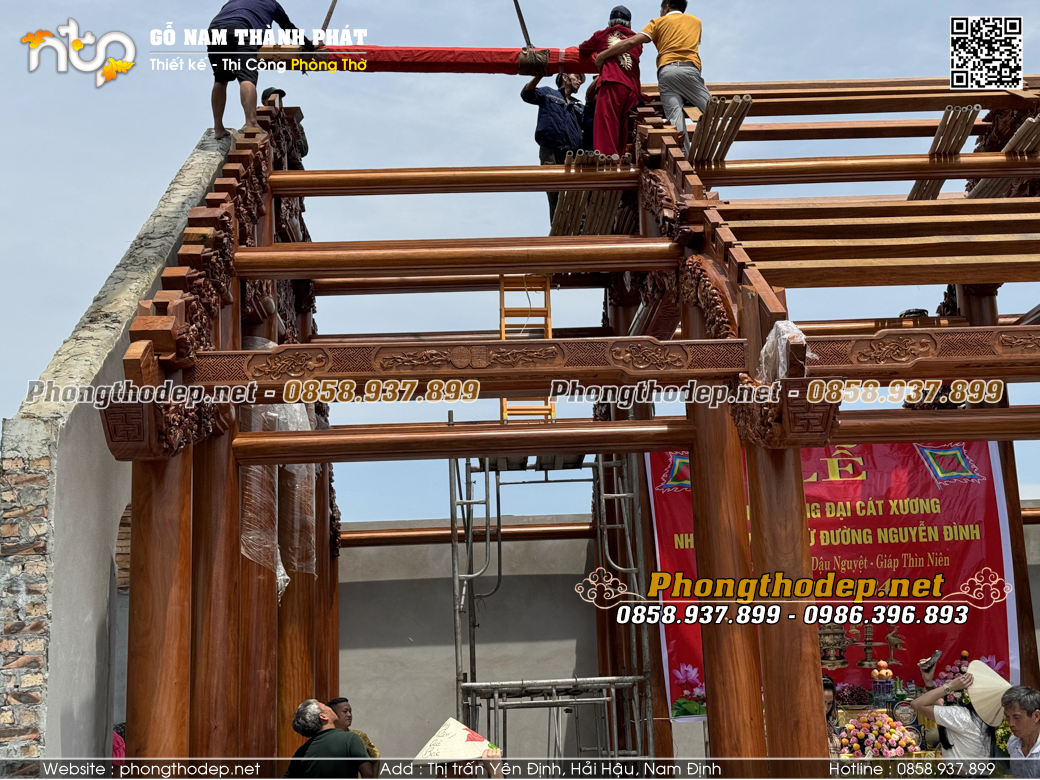 ntp
GỖ NAM THÀNH PHÁT
Thiết kế - Thi Công Phòng Thờ
Phongthodep.net - 0858.937.899
Phongthodep.net - 0858.937.899
LỄ
ĐẠI CÁT XƯƠNG
ĐƯỜNG NGUYỄN ĐÌNH
Dậu Nguyệt - Giáp Thìn Niên
Phongthodep.net
0858.937.899 - 0986.396.893
Website : phongthodep.net
Add : Thị trấn Yên Định, Hải Hậu, Nam Định
Hotline : 0858.937.899